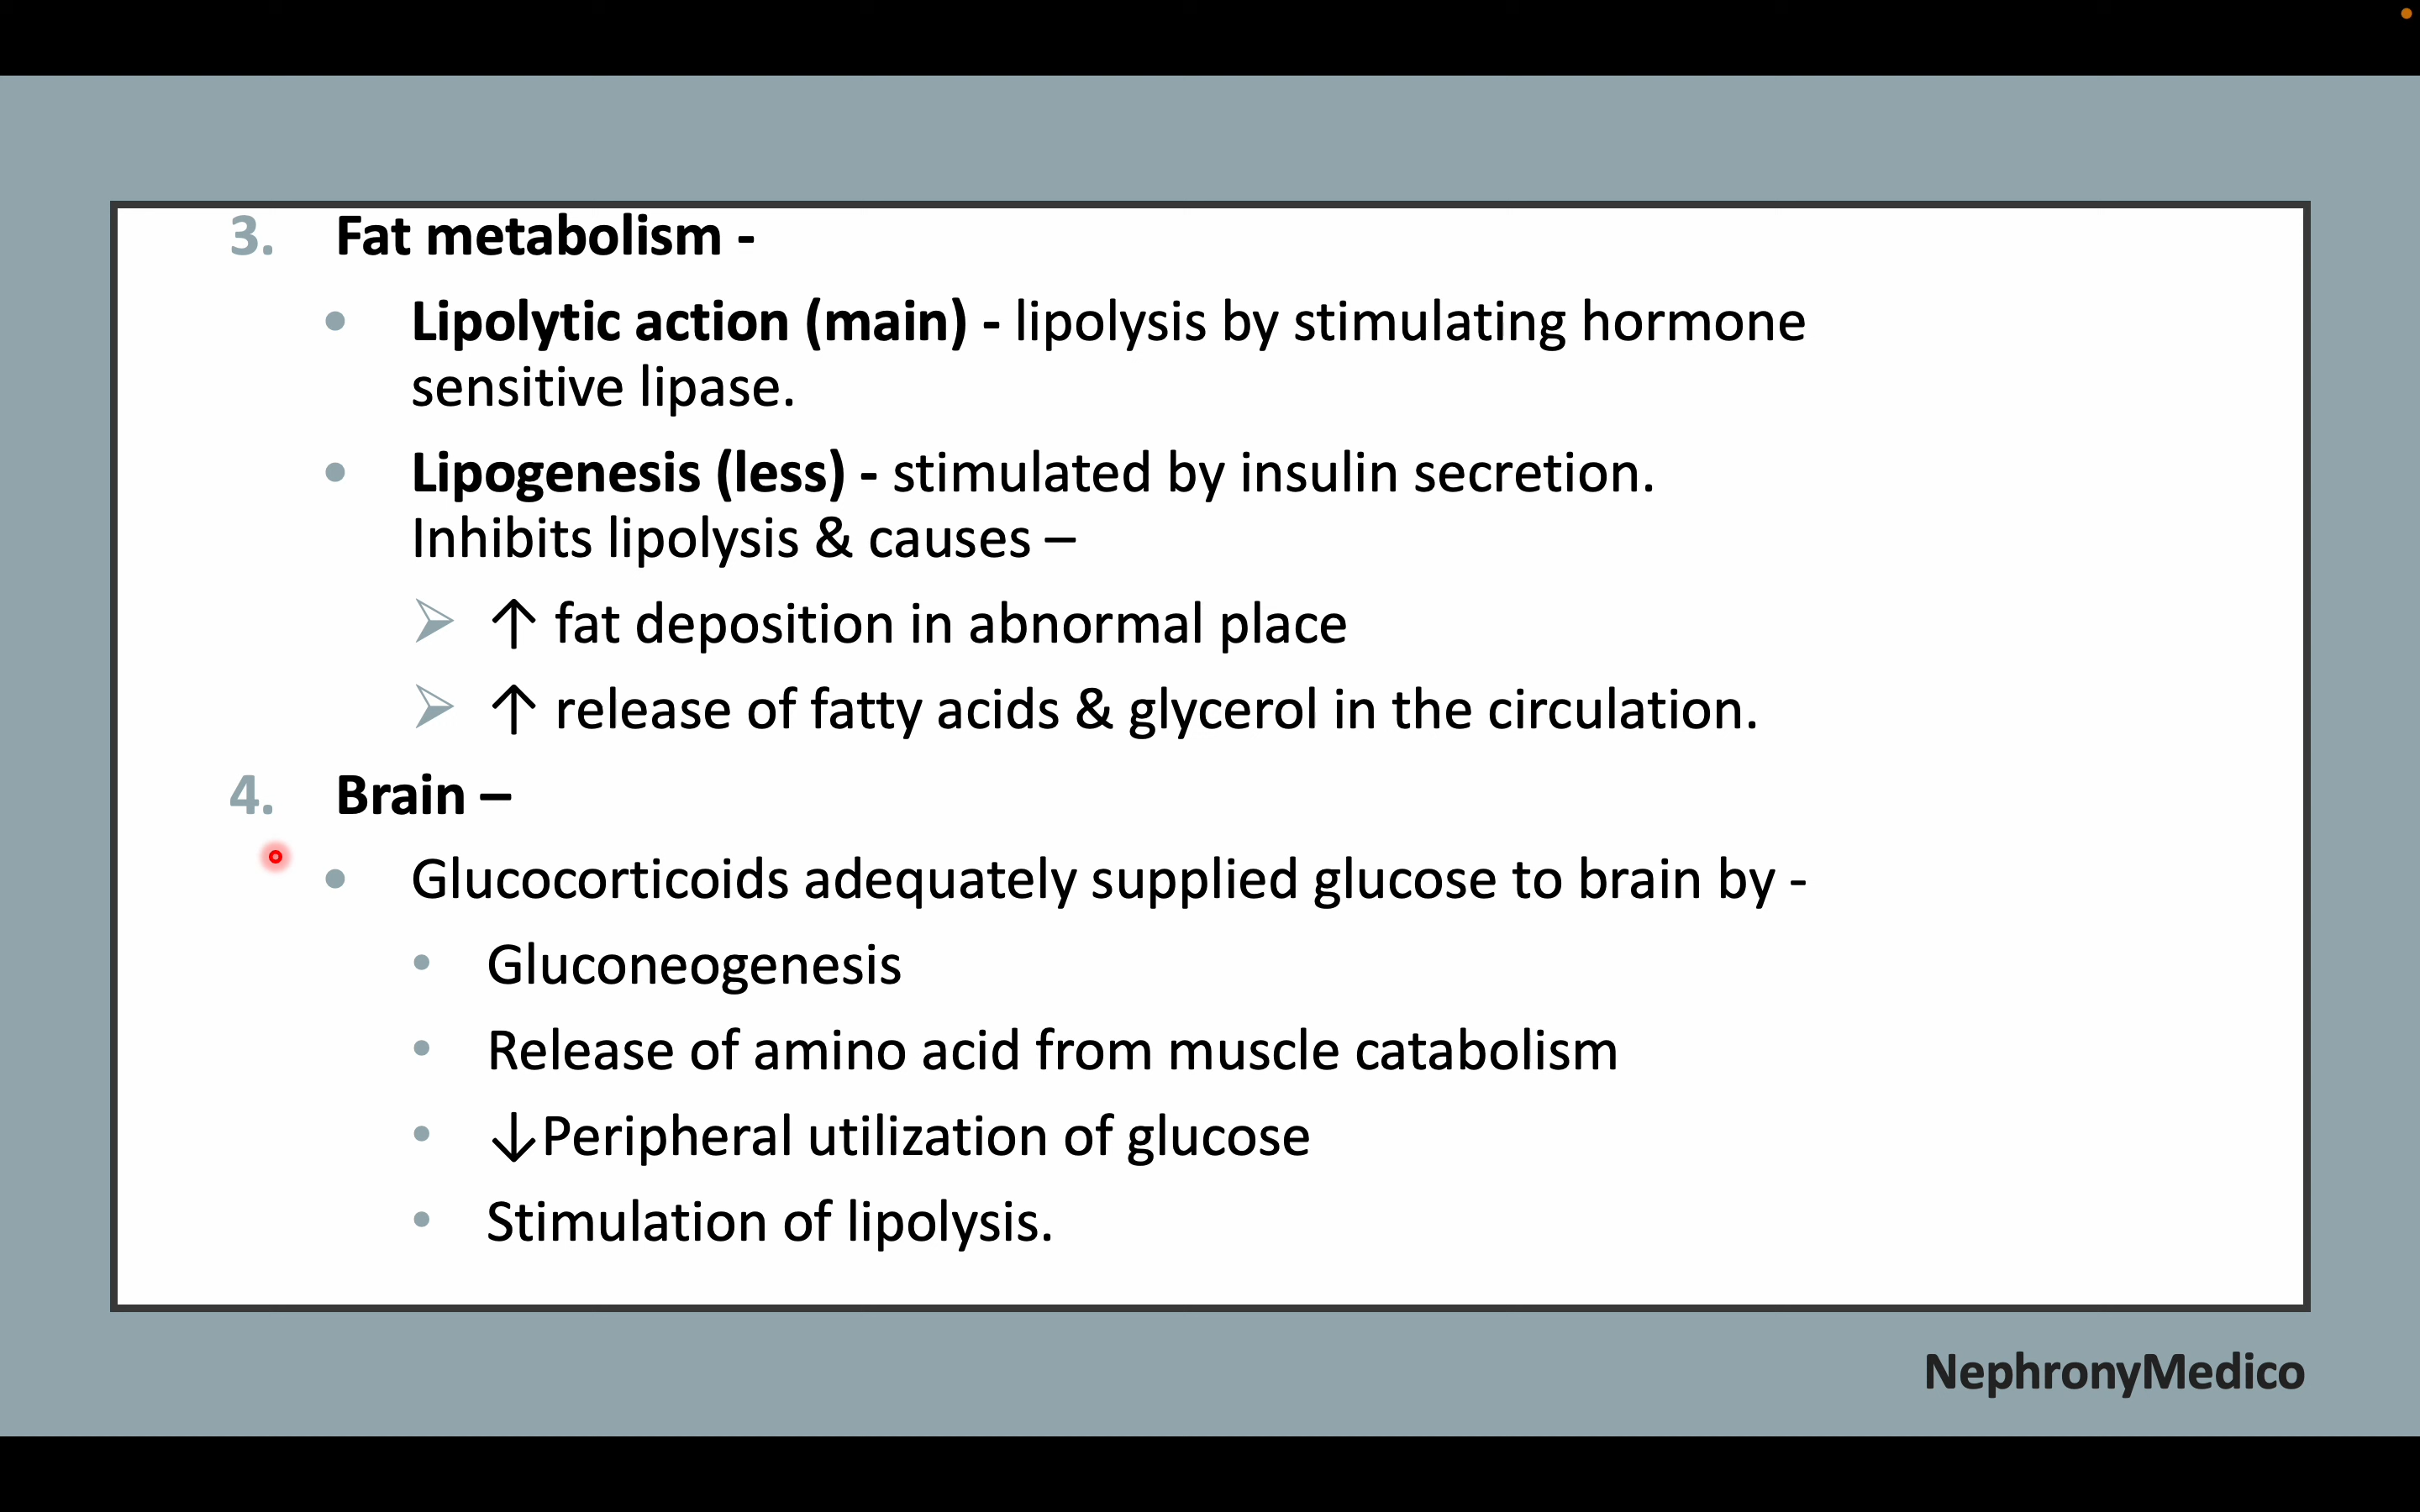 3. Fat metabolism -
• Lipolytic action (main) - lipolysis by stimulating hormone
sensitive lipase.
• Lipogenesis (less) - stimulated by insulin secretion.
Inhibits lipolysis & causes –
➢ ↑ fat deposition in abnormal place
➢ ↑ release of fatty acids & glycerol in the circulation.
4. Brain –
• Glucocorticoids adequately supplied glucose to brain by -
• Gluconeogenesis
• Release of amino acid from muscle catabolism
• ↓Peripheral utilization of glucose
• Stimulation of lipolysis.
NephronyMedico